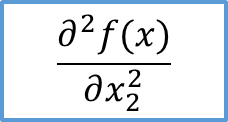 ∂²f(x)
∂x₂²